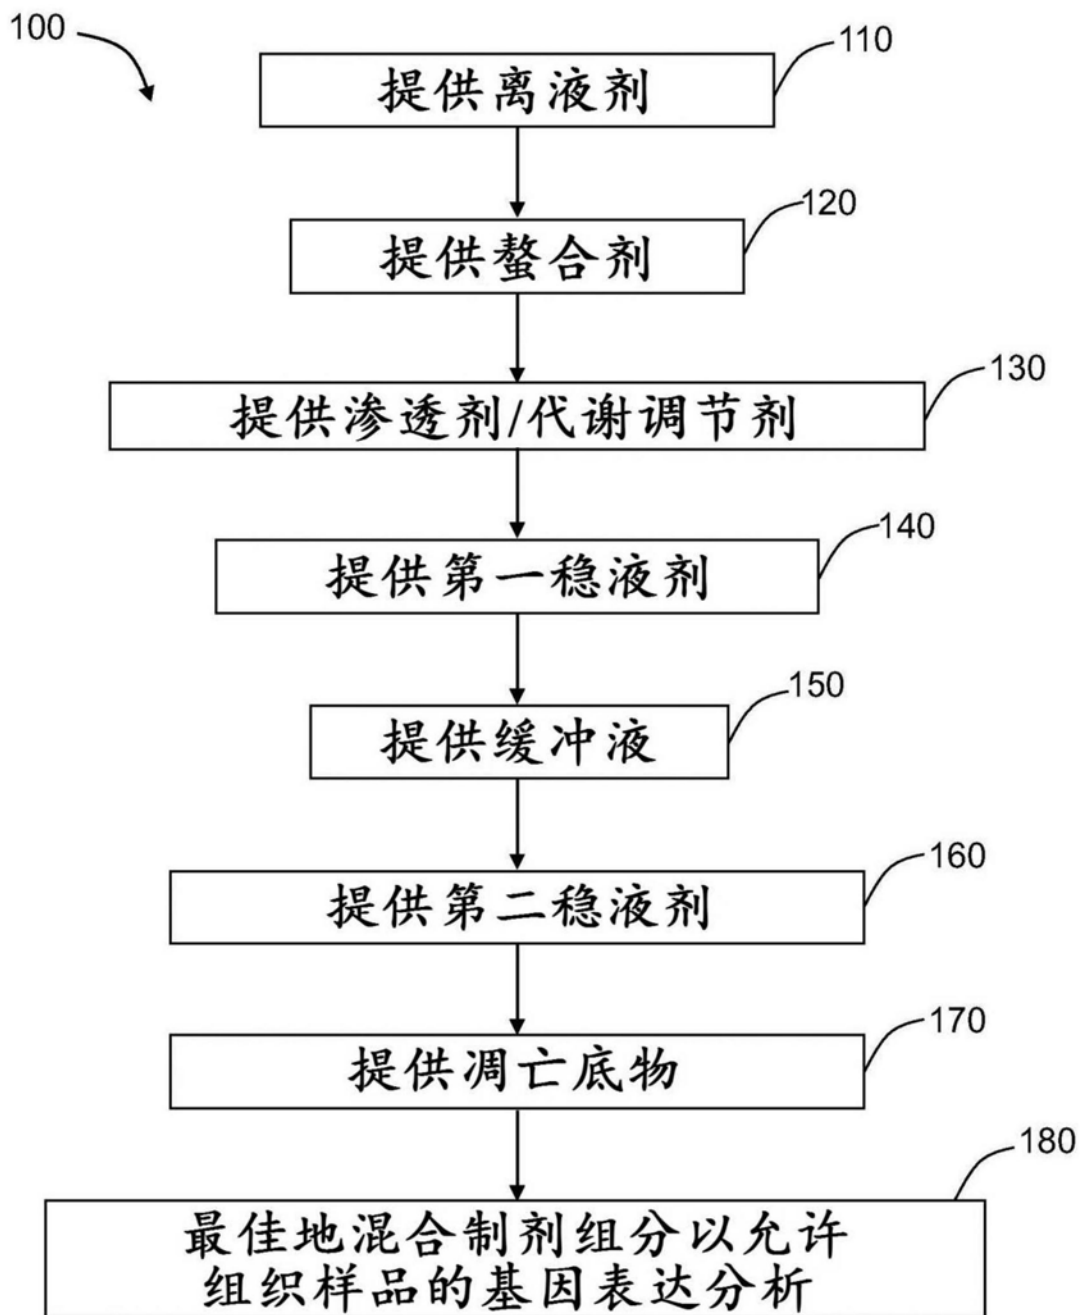 100
110
提供离液剂
120
提供螯合剂
130
提供渗透剂/代谢调节剂
140
提供第一稳液剂
150
提供缓冲液
160
提供第二稳液剂
170
提供凋亡底物
180
最佳地混合制剂组分以允许
组织样品的基因表达分析